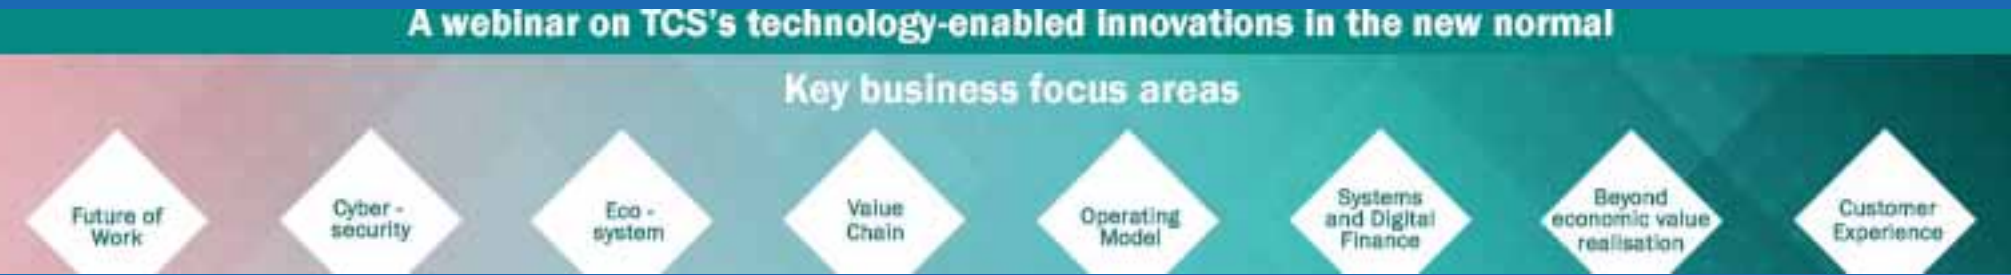 A webinar on TCS's technology-enabled innovations in the new normal
Key business focus areas
Future of
Work
Cyber -
security
Eco -
system
Value
Chain
Operating
Model
Systems
and Digital
Finance
Beyond
economic value
realisation
Customer
Experience